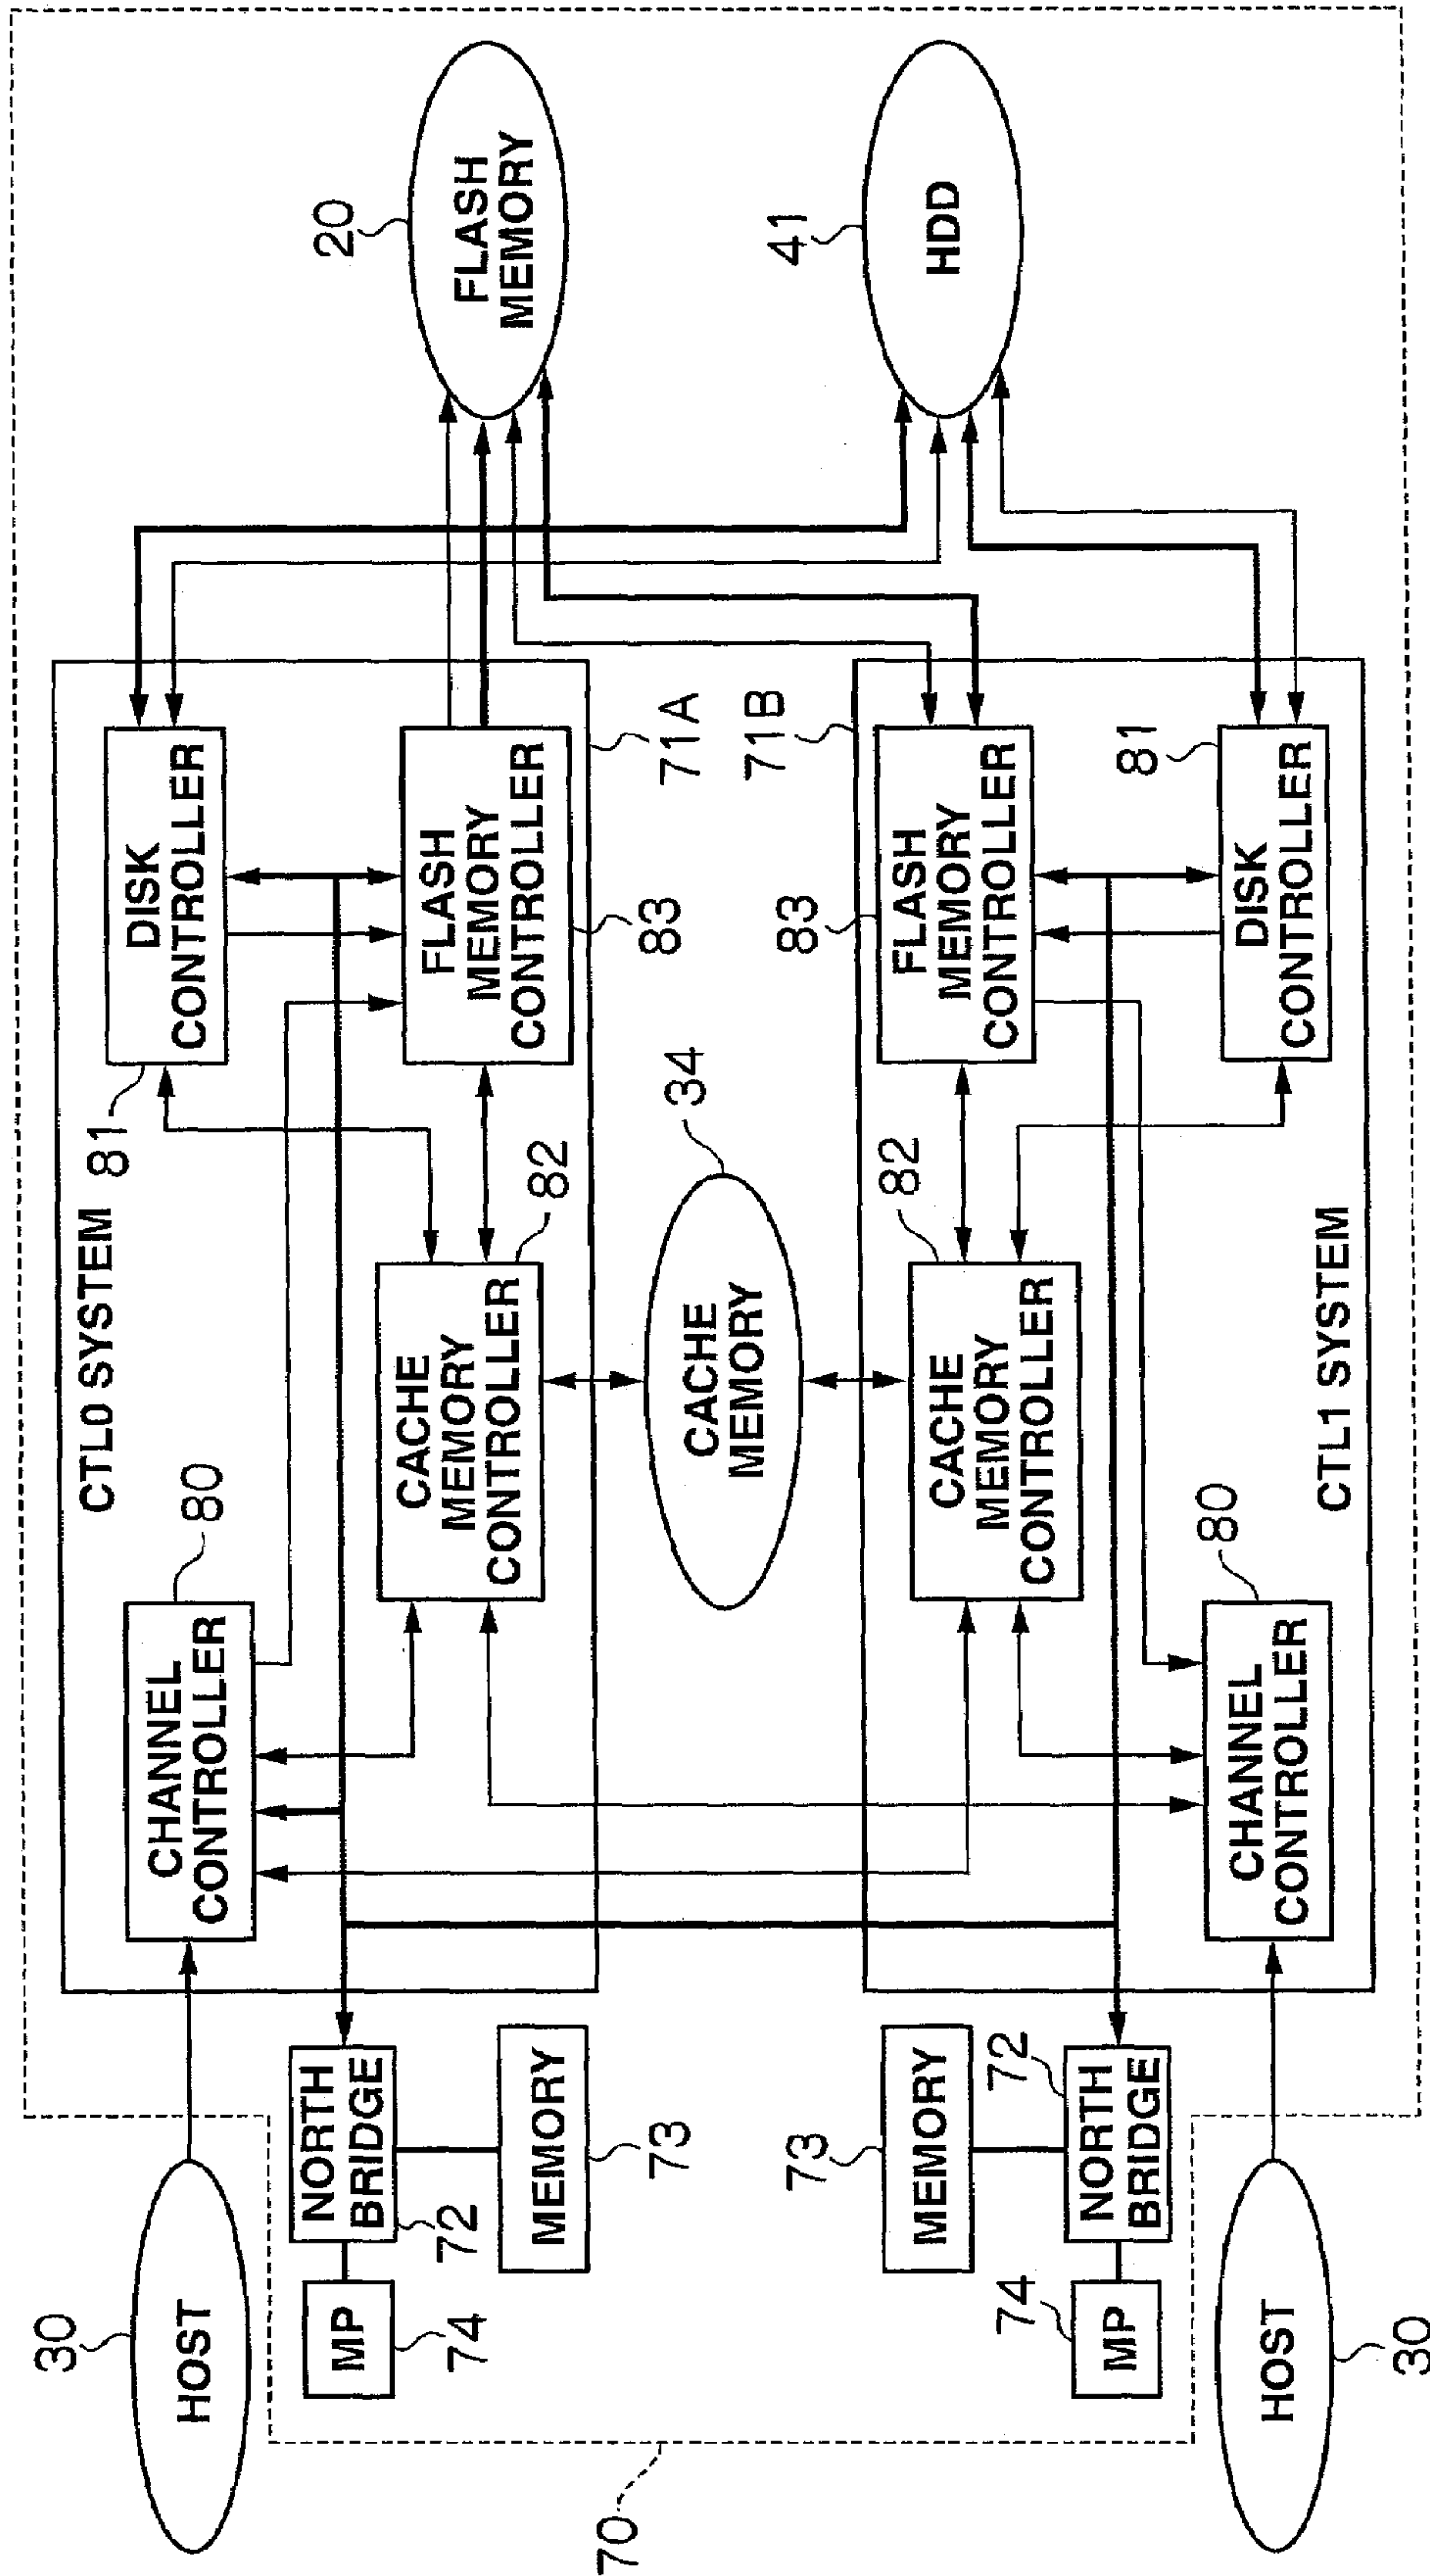 30
HOST
CTL0 SYSTEM
81
80
CHANNEL
CONTROLLER
DISK
CONTROLLER
20
FLASH
MEMORY
NORTH
BRIDGE
72
MP
74
MEMORY
73
CACHE
MEMORY
CONTROLLER
82
FLASH
MEMORY
CONTROLLER
83
71A
70
CACHE
MEMORY
34
71B
41
HDD
73
MEMORY
72
NORTH
BRIDGE
74
MP
82
CACHE
MEMORY
CONTROLLER
83
FLASH
MEMORY
CONTROLLER
81
DISK
CONTROLLER
80
CHANNEL
CONTROLLER
CTL1 SYSTEM
HOST
30